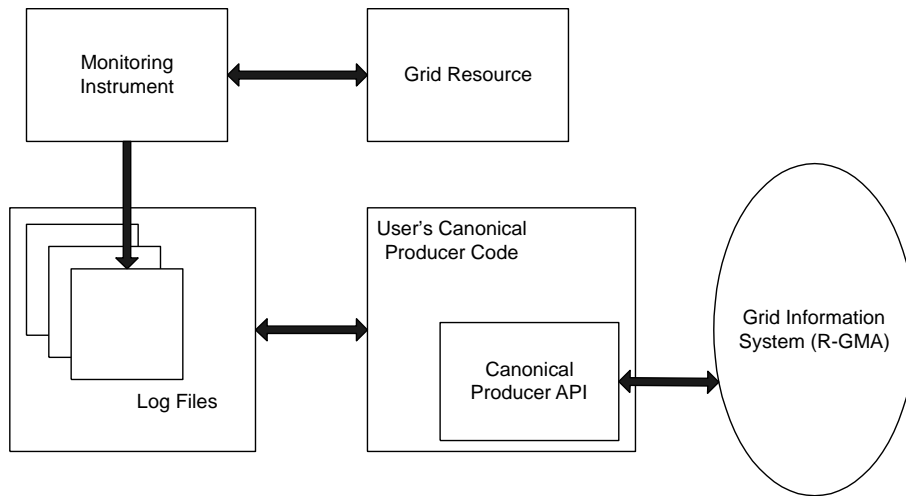 Monitoring
Instrument
Grid Resource
User's Canonical
Producer Code
Log Files
Canonical
Producer API
Grid Information
System (R-GMA)